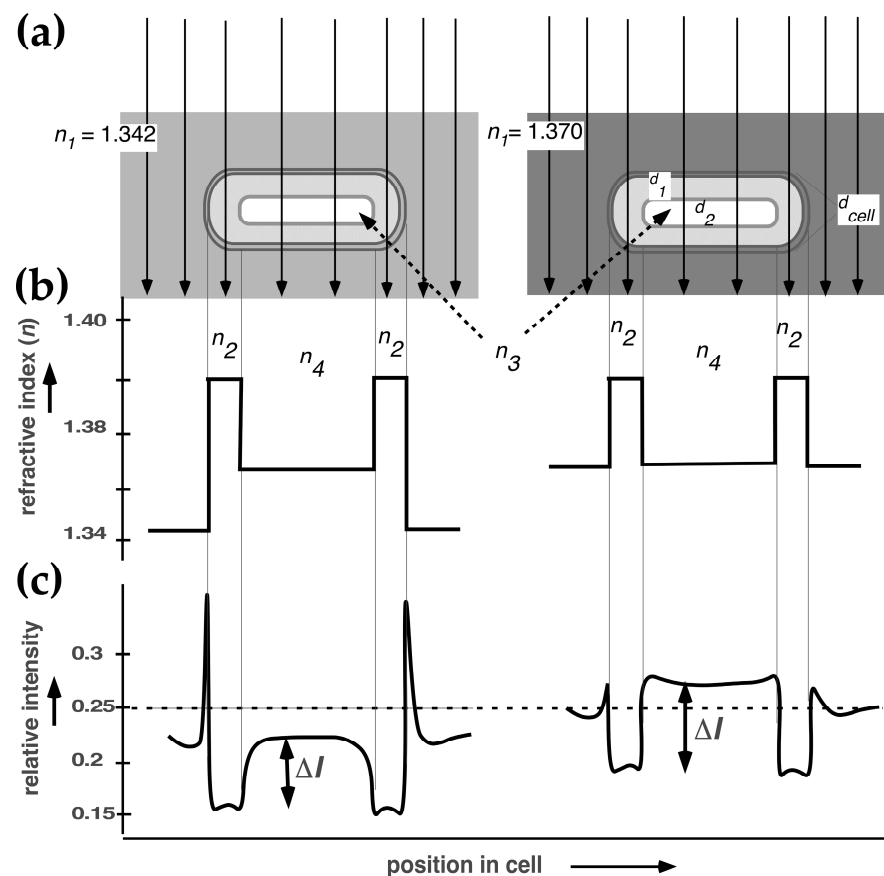 (a)
n1 = 1.342
n1= 1.370
d1
d2
dcell
(b)
refractive index (n)
1.40
1.38
1.34
n2
n4
n2
n3
n2
n4
n2
(c)
relative intensity
0.3
0.25
0.2
0.15
ΔI
ΔI
position in cell